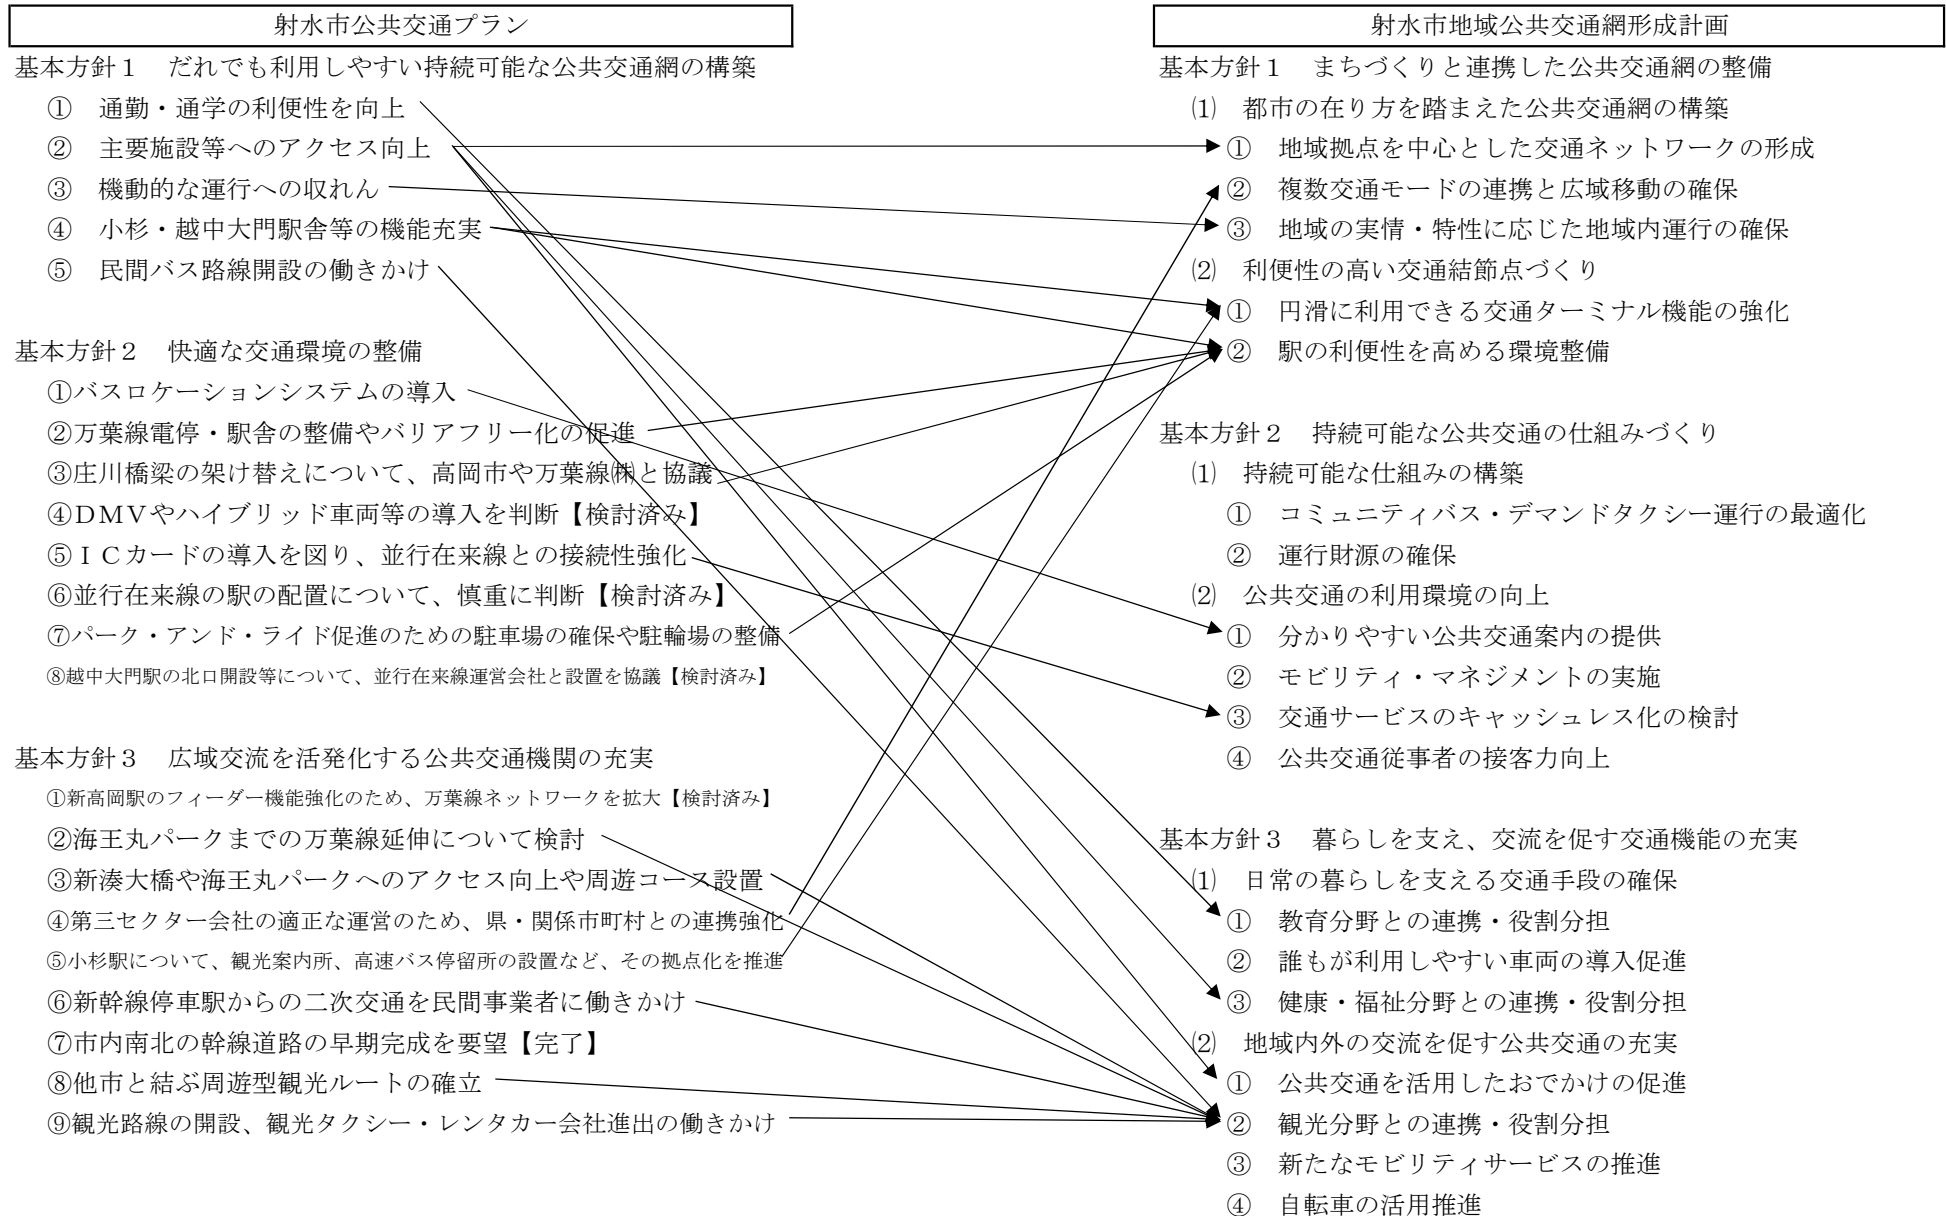 射水市公共交通プラン
基本方針１　だれでも利用しやすい持続可能な公共交通網の構築
①　通勤・通学の利便性を向上
②　主要施設等へのアクセス向上
③　機動的な運行への収れん
④　小杉・越中大門駅舎等の機能充実
⑤　民間バス路線開設の働きかけ
基本方針２　快適な交通環境の整備
①バスロケーションシステムの導入
②万葉線電停・駅舎の整備やバリアフリー化の促進
③庄川橋梁の架け替えについて、高岡市や万葉線㈱と協議
④ＤＭＶやハイブリッド車両等の導入を判断【検討済み】
⑤ＩＣカードの導入を図り、並行在来線との接続性強化
⑥並行在来線の駅の配置について、慎重に判断【検討済み】
⑦パーク・アンド・ライド促進のための駐車場の確保や駐輪場の整備
⑧越中大門駅の北口開設等について、並行在来線運営会社と設置を協議【検討済み】
基本方針３　広域交流を活発化する公共交通機関の充実
①新高岡駅のフィーダー機能強化のため、万葉線ネットワークを拡大【検討済み】
②海王丸パークまでの万葉線延伸について検討
③新湊大橋や海王丸パークへのアクセス向上や周遊コース設置
④第三セクター会社の適正な運営のため、県・関係市町村との連携強化
⑤小杉駅について、観光案内所、高速バス停留所の設置など、その拠点化を推進
⑥新幹線停車駅からの二次交通を民間事業者に働きかけ
⑦市内南北の幹線道路の早期完成を要望【完了】
⑧他市と結ぶ周遊型観光ルートの確立
⑨観光路線の開設、観光タクシー・レンタカー会社進出の働きかけ
射水市地域公共交通網形成計画
基本方針１　まちづくりと連携した公共交通網の整備
⑴　都市の在り方を踏まえた公共交通網の構築
①　地域拠点を中心とした交通ネットワークの形成
②　複数交通モードの連携と広域移動の確保
③　地域の実情・特性に応じた地域内運行の確保
⑵　利便性の高い交通結節点づくり
①　円滑に利用できる交通ターミナル機能の強化
②　駅の利便性を高める環境整備
基本方針２　持続可能な公共交通の仕組みづくり
⑴　持続可能な仕組みの構築
①　コミュニティバス・デマンドタクシー運行の最適化
②　運行財源の確保
⑵　公共交通の利用環境の向上
①　分かりやすい公共交通案内の提供
②　モビリティ・マネジメントの実施
③　交通サービスのキャッシュレス化の検討
④　公共交通従事者の接客力向上
基本方針３　暮らしを支え、交流を促す交通機能の充実
⑴　日常の暮らしを支える交通手段の確保
①　教育分野との連携・役割分担
②　誰もが利用しやすい車両の導入促進
③　健康・福祉分野との連携・役割分担
⑵　地域内外の交流を促す公共交通の充実
①　公共交通を活用したおでかけの促進
②　観光分野との連携・役割分担
③　新たなモビリティサービスの推進
④　自転車の活用推進